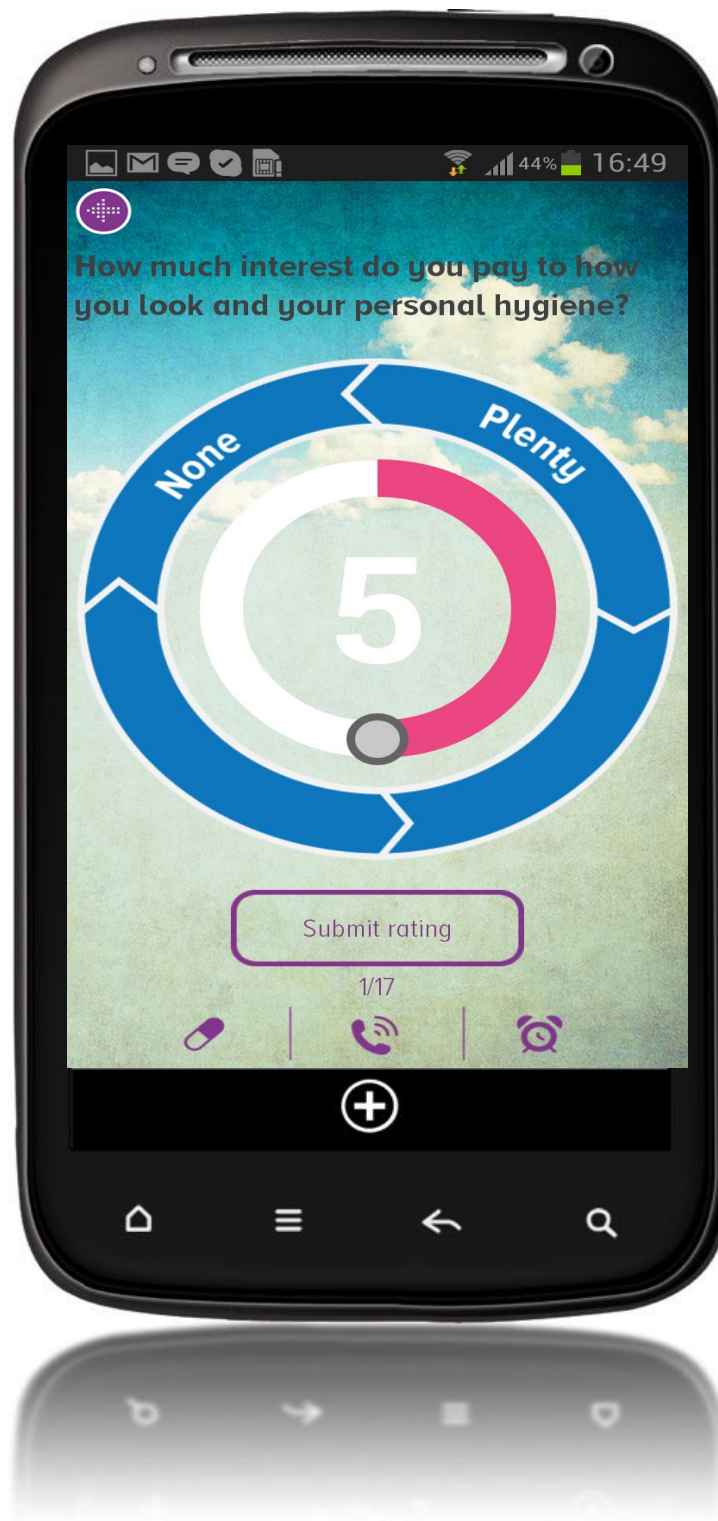 44% 16:49
How much interest do you pay to how
you look and your personal hygiene?
None
Plenty
5
Submit rating
1/17